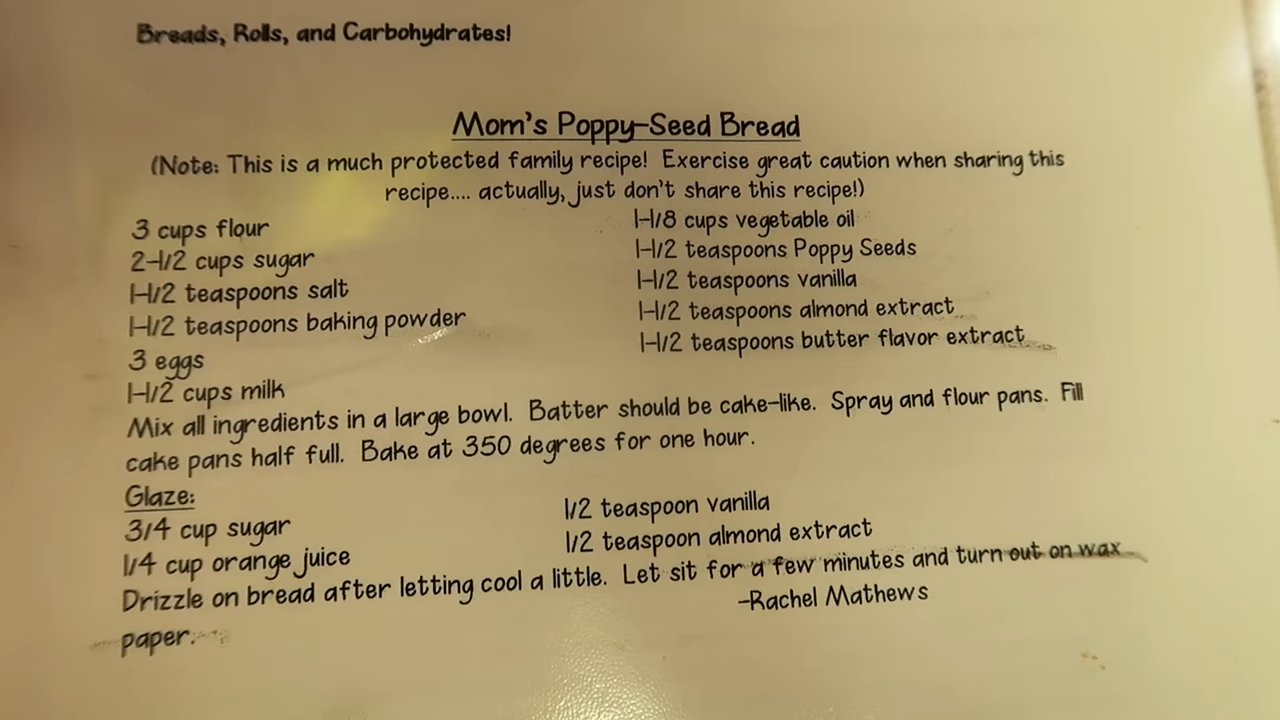 Breads, Rolls, and Carbohydrates!
Mom's Poppy-Seed Bread
(Note: This is a much protected family recipe! Exercise great caution when sharing this
recipe.... actually, just don't share this recipe!)
3 cups flour
2-1/2 cups sugar
1-1/2 teaspoons salt
1-1/2 teaspoons baking powder
3 eggs
1-1/2 cups milk
1-1/8 cups vegetable oil
1-1/2 teaspoons Poppy Seeds
1-1/2 teaspoons vanilla
1-1/2 teaspoons almond extract
1-1/2 teaspoons butter flavor extract
Mix all ingredients in a large bowl. Batter should be cake-like. Spray and flour pans. Fill
cake pans half full. Bake at 350 degrees for one hour.
Glaze:
3/4 cup sugar
1/4 cup orange juice
1/2 teaspoon vanilla
1/2 teaspoon almond extract
Drizzle on bread after letting cool a little. Let sit for a few minutes and turn out on wax
paper.
-Rachel Mathews